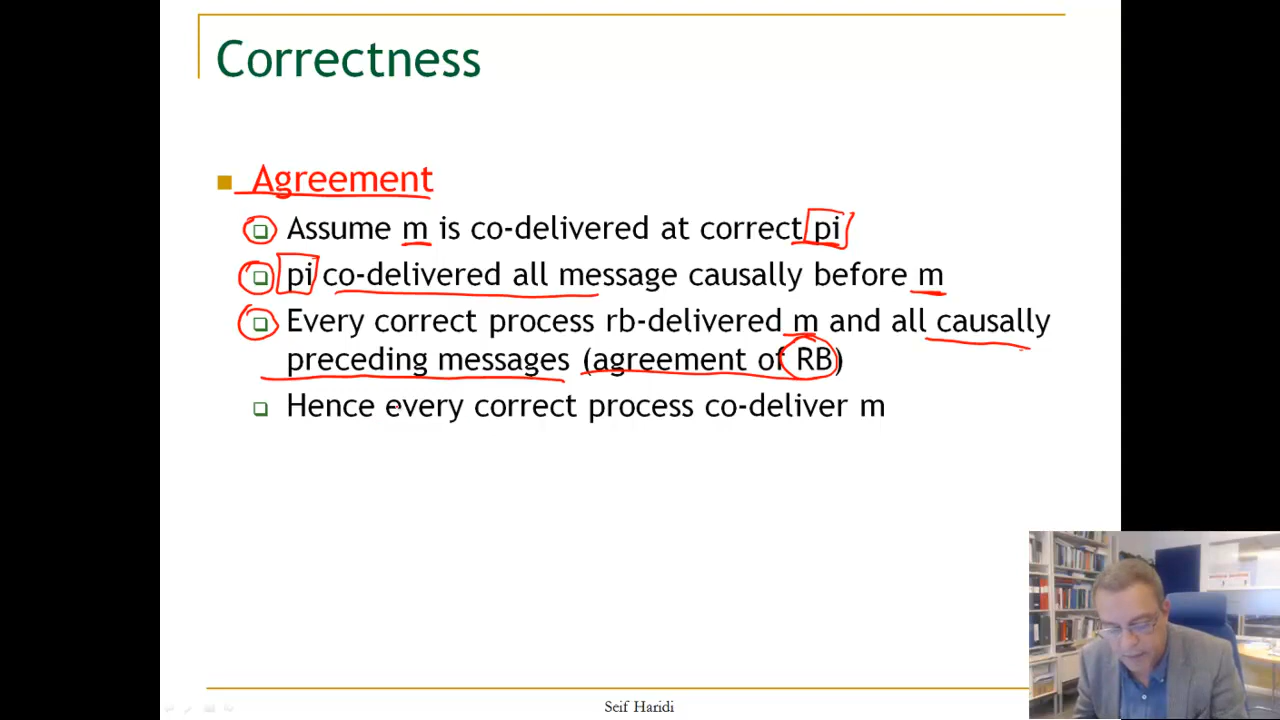 Correctness
Agreement
Assume m is co-delivered at correct pi
pi co-delivered all message causally before m
Every correct process rb-delivered m and all causally
preceding messages (agreement of RB)
Hence every correct process co-deliver m
Seif Haridi